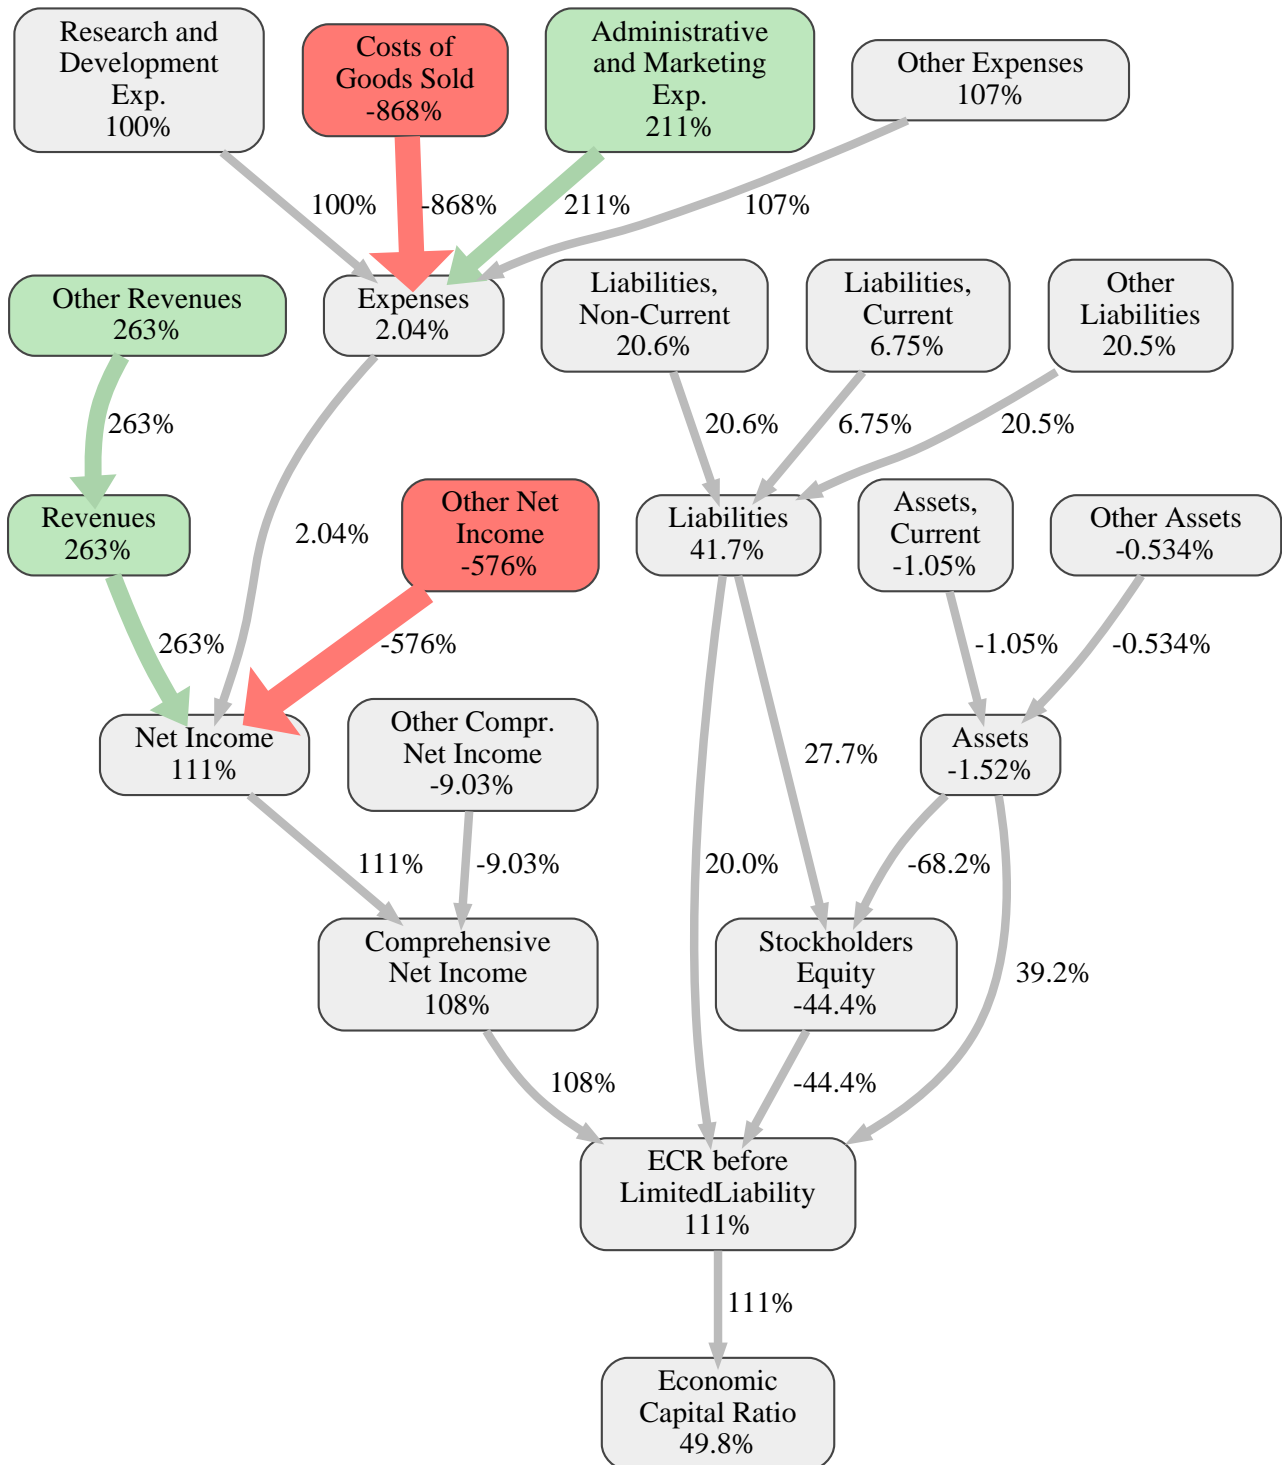 Research and
Development
Exp.
100%
Costs of
Goods Sold
-868%
Administrative
and Marketing
Exp.
211%
Other Expenses
107%
100%
-868%
211%
107%
Other Revenues
263%
Expenses
2.04%
Liabilities,
Non-Current
20.6%
Liabilities,
Current
6.75%
Other
Liabilities
20.5%
263%
20.6%
6.75%
20.5%
Revenues
263%
2.04%
Other Net
Income
-576%
Liabilities
41.7%
Assets,
Current
-1.05%
Other Assets
-0.534%
263%
-576%
-1.05%
-0.534%
Net Income
111%
Other Compr.
Net Income
-9.03%
27.7%
Assets
-1.52%
111%
-9.03%
20.0%
-68.2%
Comprehensive
Net Income
108%
Stockholders
Equity
-44.4%
39.2%
108%
-44.4%
ECR before
LimitedLiability
111%
111%
Economic
Capital Ratio
49.8%